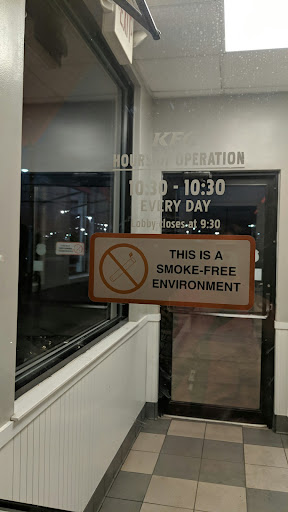 KFC
HOURS OF OPERATION
10:30 - 10:30
EVERY DAY
Lobby closes at 9:30
THIS IS A
SMOKE-FREE
ENVIRONMENT